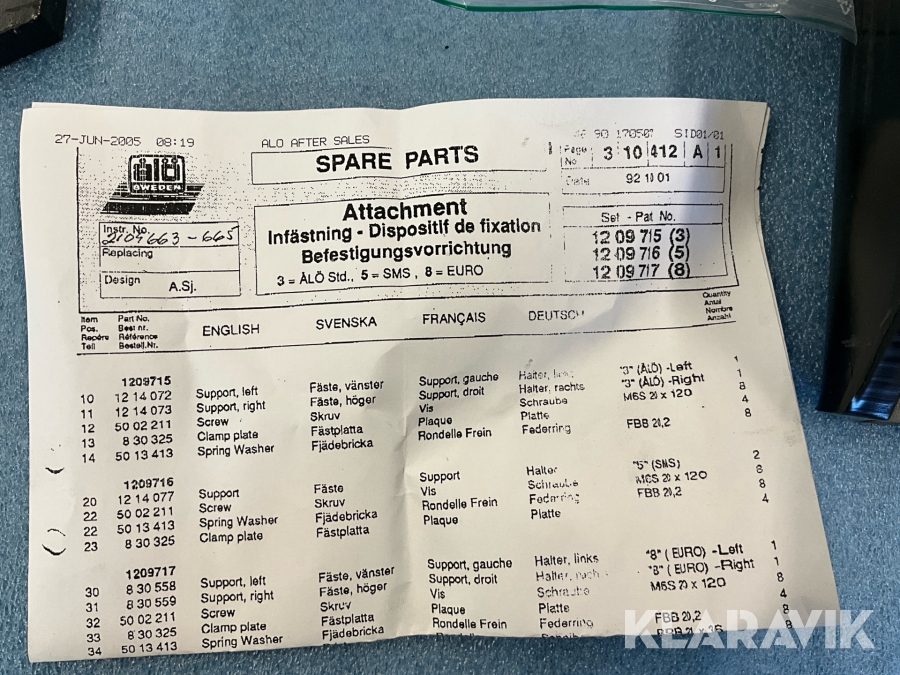 27-JUN-2005 08:19 ALO AFTER SALES 46 90 170507 SID01/01
ÅLÖ
SWEDEN
SPARE PARTS
Page No 3 10 412 A 1
Date 92 10 01
Instr. No.
2104663-665
Replacing
Design A.Sj.
Attachment
Infästning - Dispositif de fixation
Befestigungsvorrichtung
3 = ÅLÖ Std., 5 = SMS, 8 = EURO
Set - Pat No.
12 09 715 (3)
12 09 716 (5)
12 09 717 (8)
Item Part No. Quantity
Pos. Best nr. ENGLISH SVENSKA FRANÇAIS DEUTSCH Antal
Repère Référence Nombre
Teil Bestell.Nr. Anzahl
1209715
10 12 14 072 Support, left Fäste, vänster Support, gauche Halter, links "3" (ÅLÖ) -Left 1
11 12 14 073 Support, right Fäste, höger Support, droit Halter, rachts "3" (ÅLÖ) -Right 1
12 50 02 211 Screw Skruv Vis Schraube M6S 20 x 120 8
13 8 30 325 Clamp plate Fästplatta Plaque Platte 4
14 50 13 413 Spring Washer Fjädebricka Rondelle Frein Federring FBB 20,2 8
1209716
20 12 14 077 Support Fäste Support Halter "5" (SMS) 2
22 50 02 211 Screw Skruv Vis Schraube M6S 20 x 120 8
22 50 13 413 Spring Washer Fjädebricka Rondelle Frein Federring FBB 20,2 8
23 8 30 325 Clamp plate Fästplatta Plaque Platte 4
1209717
30 8 30 558 Support, left Fäste, vänster Support, gauche Halter, links "8" (EURO) -Left 1
31 8 30 559 Support, right Fäste, höger Support, droit Halter, "8" (EURO) -Right 1
32 50 02 211 Screw Skruv Vis Schraube M6S 20 x 120 8
33 8 30 325 Clamp plate Fästplatta Plaque Platte 4
34 50 13 413 Spring Washer Fjädebricka Rondelle Frein Federring FBB 20,2 8
KLARAVIK